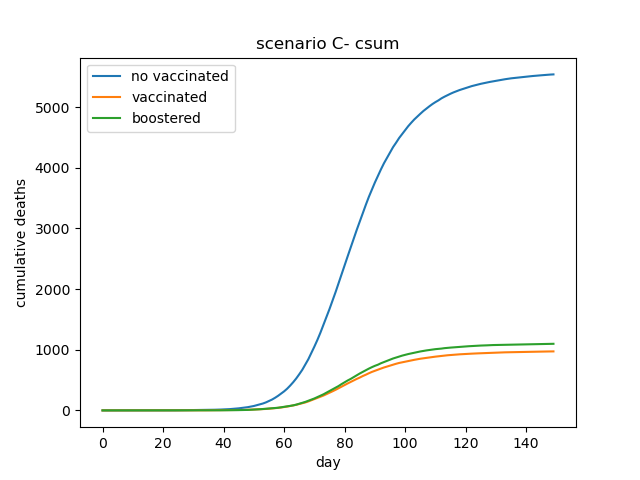 scenario C- csum
no vaccinated
vaccinated
boostered
cumulative deaths
5000
4000
3000
2000
1000
0
0 20 40 60 80 100 120 140
day